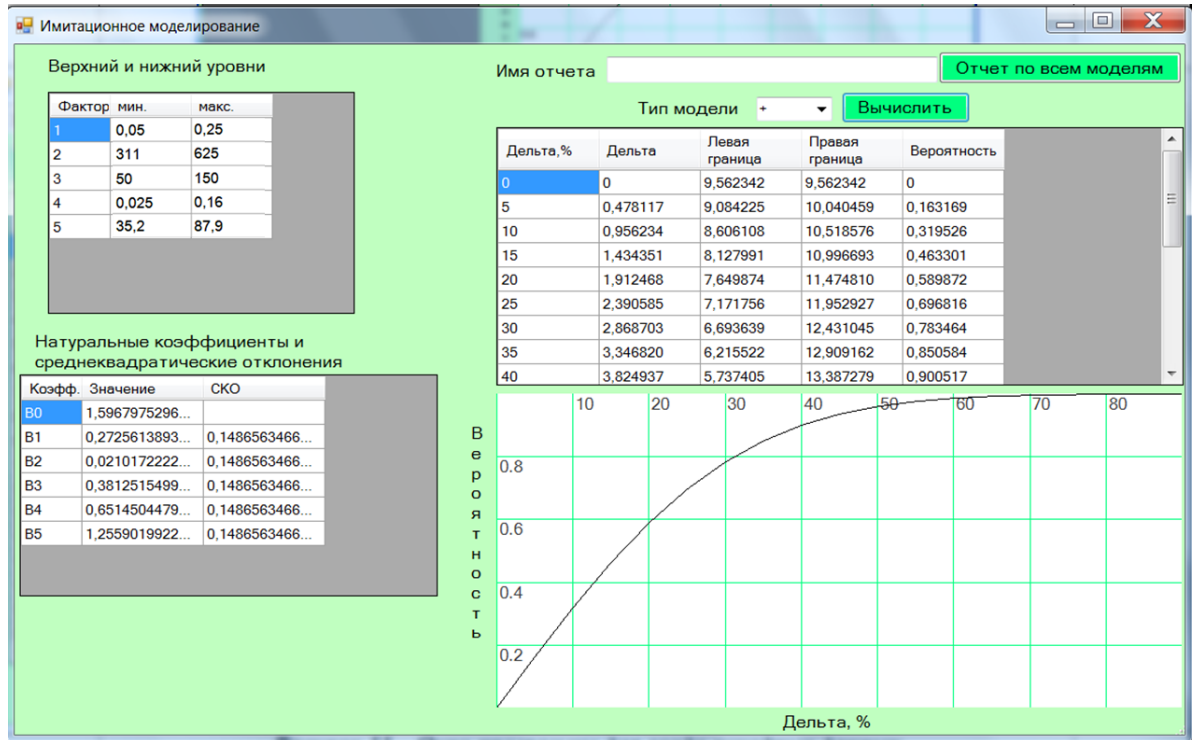 Имитационное моделирование
Верхний и нижний уровни
Фактор мин. макс.
1 0,05 0,25
2 311 625
3 50 150
4 0,025 0,16
5 35,2 87,9
Натуральные коэффициенты и
среднеквадратические отклонения
Коэфф. Значение СКО
B0 1,5967975296...
B1 0,2725613893... 0,1486563466...
B2 0,0210172222... 0,1486563466...
B3 0,3812515499... 0,1486563466...
B4 0,6514504479... 0,1486563466...
B5 1,2559019922... 0,1486563466...
Имя отчета
Отчет по всем моделям
Тип модели + Вычислить
Дельта,% Дельта Левая граница Правая граница Вероятность
0 0 9,562342 9,562342 0
5 0,478117 9,084225 10,040459 0,163169
10 0,956234 8,606108 10,518576 0,319526
15 1,434351 8,127991 10,996693 0,463301
20 1,912468 7,649874 11,474810 0,589872
25 2,390585 7,171756 11,952927 0,696816
30 2,868703 6,693639 12,431045 0,783464
35 3,346820 6,215522 12,909162 0,850584
40 3,824937 5,737405 13,387279 0,900517
10 20 30 40 50 60 70 80
Вероятность
0.8
0.6
0.4
0.2
Дельта, %